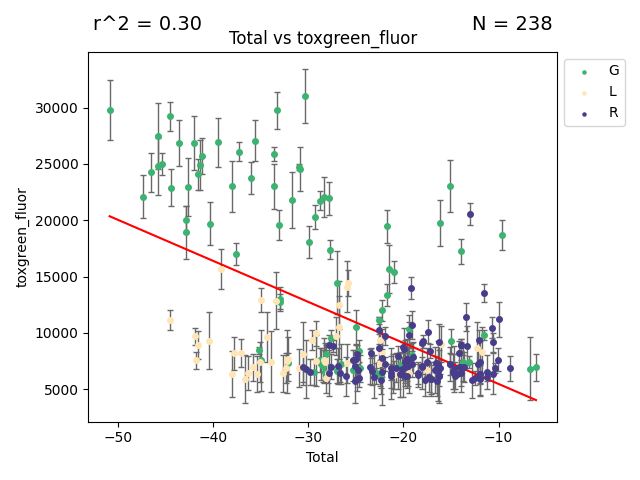 r^2 = 0.30 N = 238
Total vs toxgreen_fluor
30000
25000
20000
15000
10000
5000
toxgreen_fluor
−50 −40 −30 −20 −10
Total
G
L
R